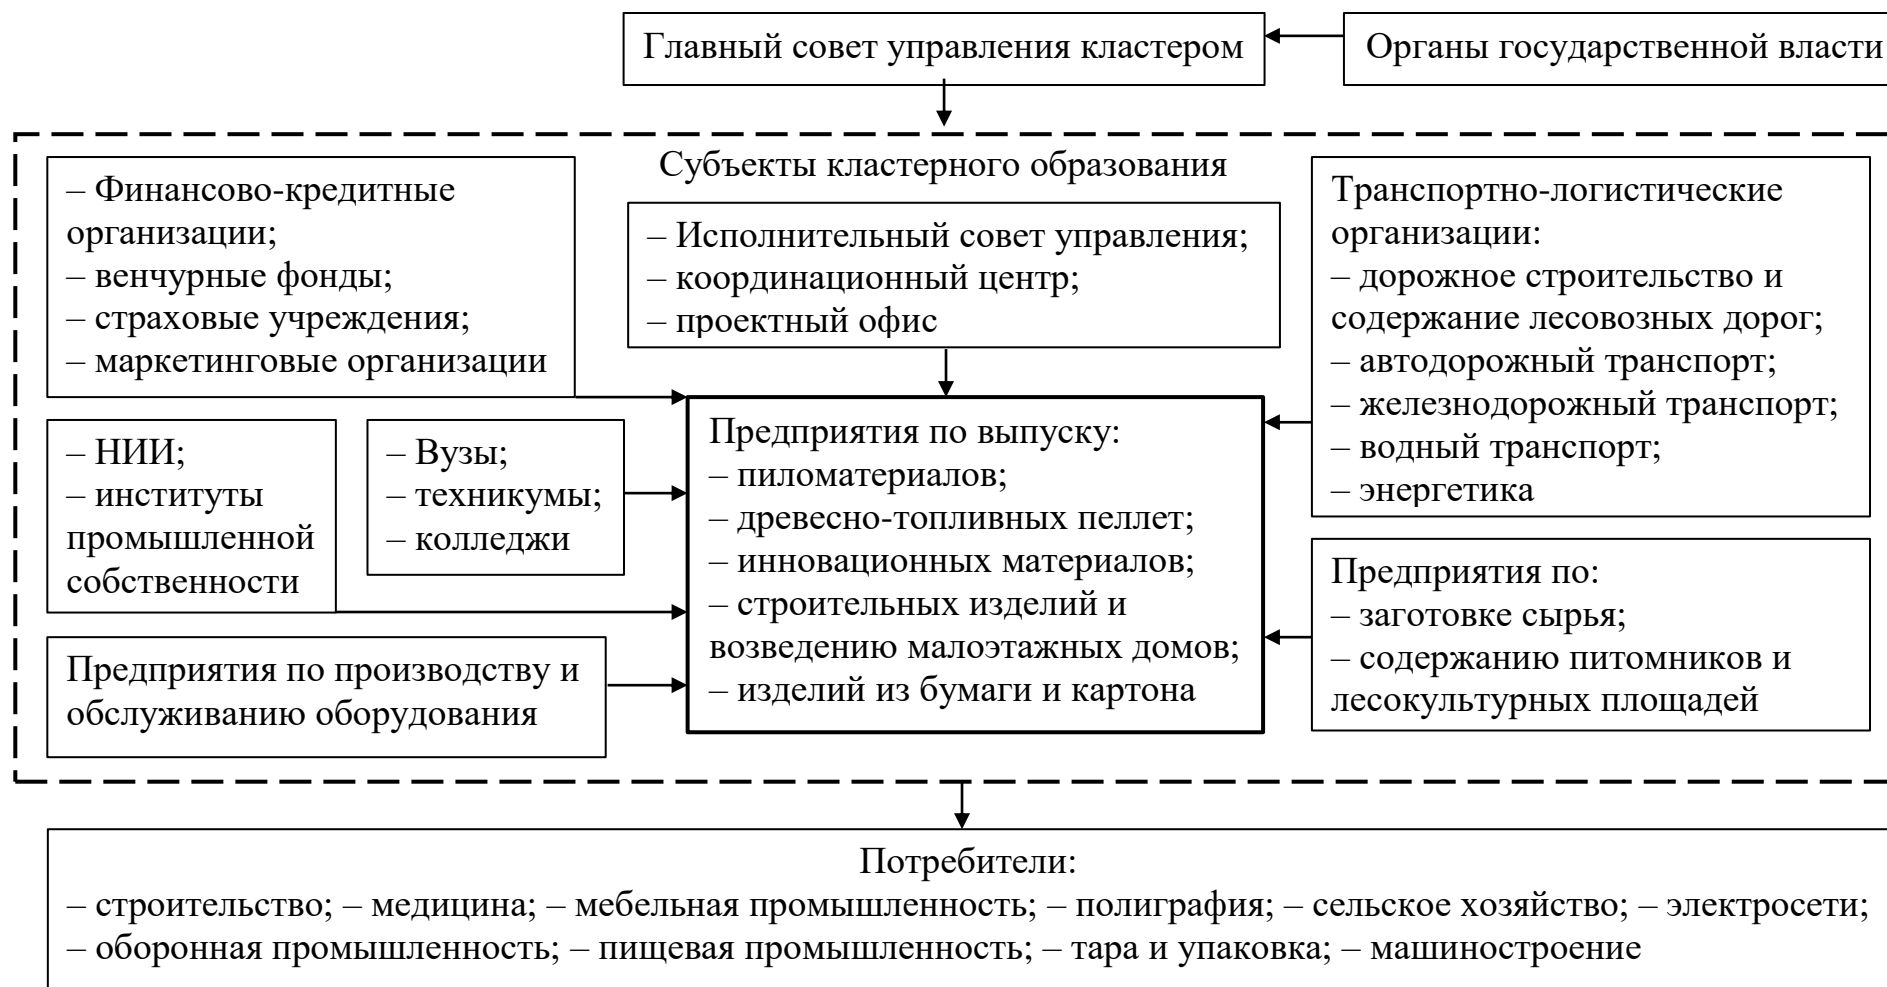 Главный совет управления кластером
Органы государственной власти
Субъекты кластерного образования
– Финансово-кредитные
организации;
– венчурные фонды;
– страховые учреждения;
– маркетинговые организации
– Исполнительный совет управления;
– координационный центр;
– проектный офис
Транспортно-логистические
организации:
– дорожное строительство и
содержание лесовозных дорог;
– автодорожный транспорт;
– железнодорожный транспорт;
– водный транспорт;
– энергетика
– НИИ;
– институты
промышленной
собственности
– Вузы;
– техникумы;
– колледжи
Предприятия по выпуску:
– пиломатериалов;
– древесно-топливных пеллет;
– инновационных материалов;
– строительных изделий и
возведению малоэтажных домов;
– изделий из бумаги и картона
Предприятия по:
– заготовке сырья;
– содержанию питомников и
лесокультурных площадей
Предприятия по производству и
обслуживанию оборудования
Потребители:
– строительство; – медицина; – мебельная промышленность; – полиграфия; – сельское хозяйство; – электросети;
– оборонная промышленность; – пищевая промышленность; – тара и упаковка; – машиностроение